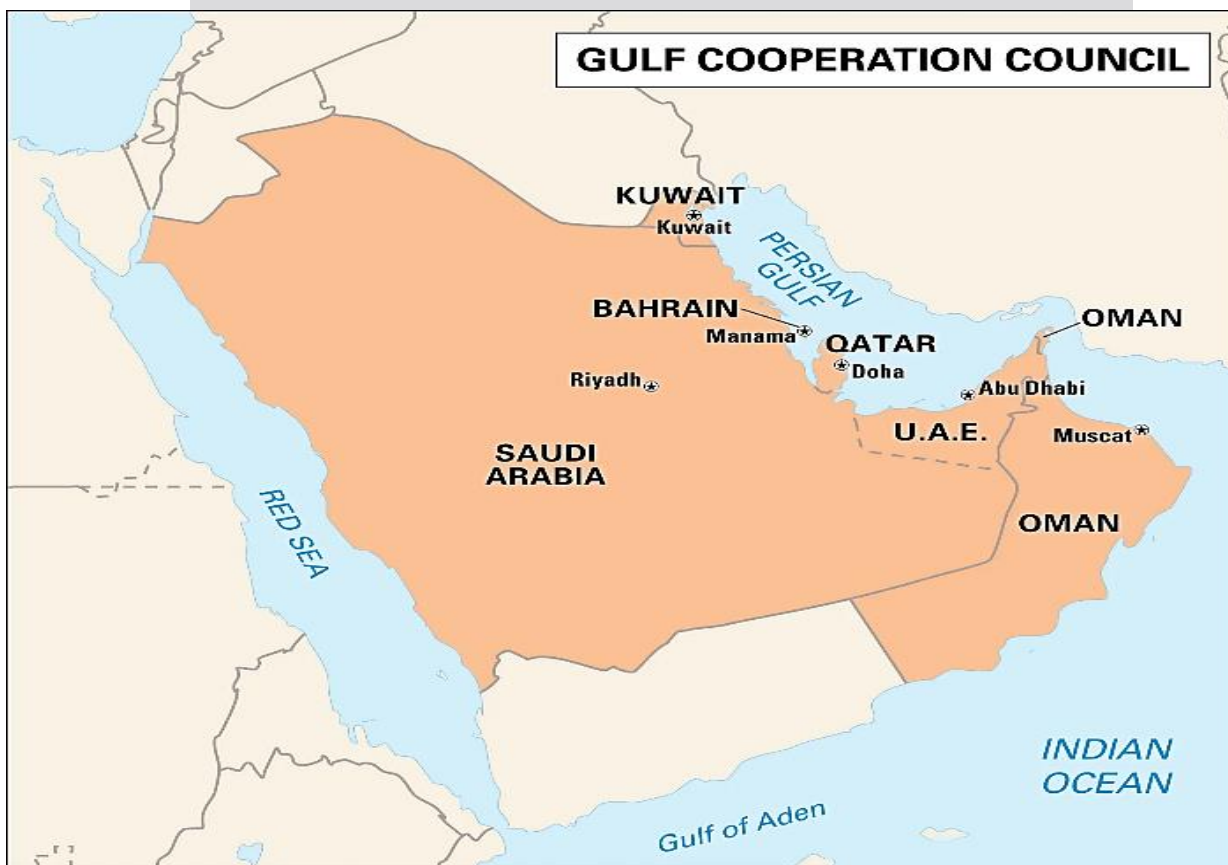 GULF COOPERATION COUNCIL
KUWAIT
Kuwait
PERSIAN
GULF
BAHRAIN
Manama
QATAR
Doha
OMAN
Riyadh
Abu Dhabi
U.A.E.
Muscat
SAUDI
ARABIA
RED SEA
OMAN
INDIAN
OCEAN
Gulf of Aden